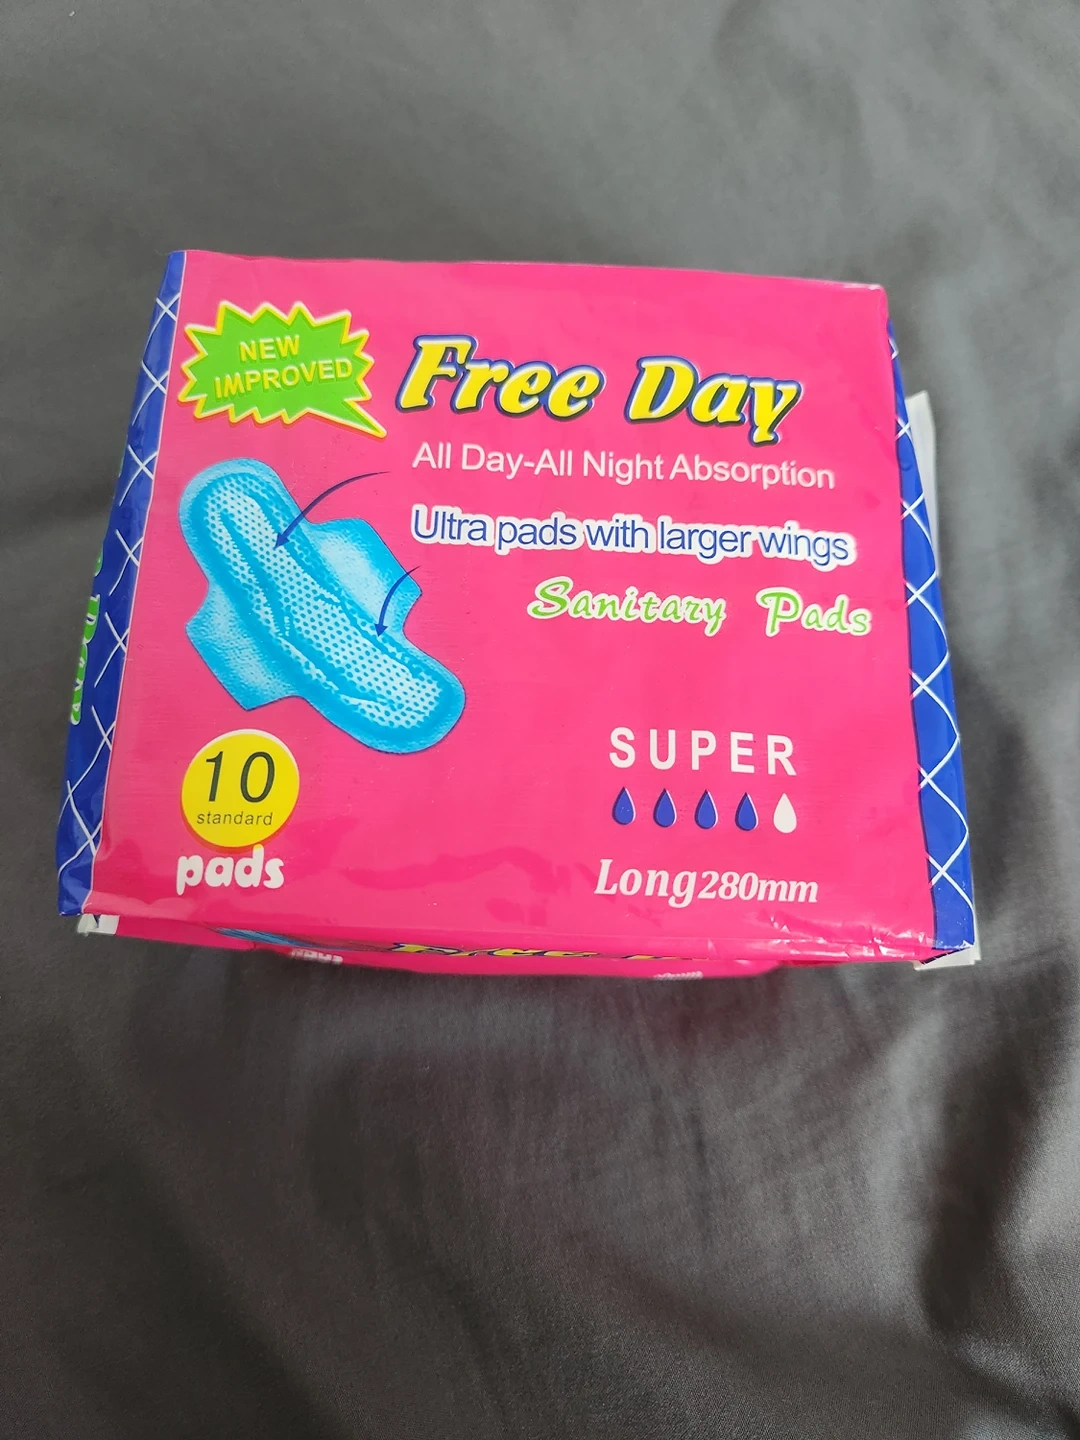 NEW
IMPROVED
Free Day
All Day-All Night Absorption
Ultra pads with larger wings
Sanitary Pads
10
standard
pads
SUPER
Long280mm